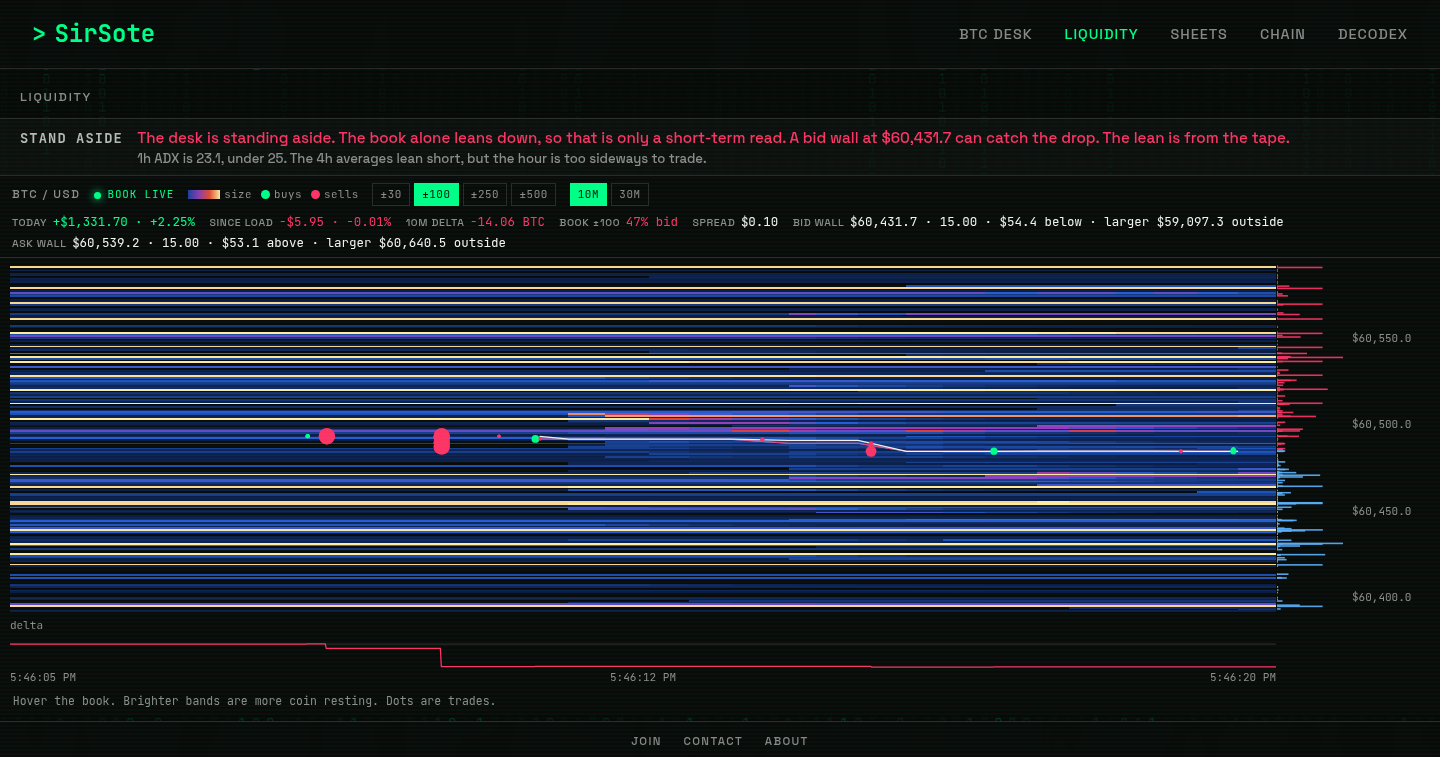 > SirSote
BTC DESK LIQUIDITY SHEETS CHAIN DECODEX
LIQUIDITY
STAND ASIDE The desk is standing aside. The book alone leans down, so that is only a short-term read. A bid wall at $60,431.7 can catch the drop. The lean is from the tape.
1h ADX is 23.1, under 25. The 4h averages lean short, but the hour is too sideways to trade.
BTC / USD BOOK LIVE size buys sells ±30 ±100 ±250 ±500 10M 30M
TODAY +$1,331.70 · +2.25% SINCE LOAD -$5.95 · -0.01% 10M DELTA -14.06 BTC BOOK ±100 47% bid SPREAD $0.10 BID WALL $60,431.7 · 15.00 · $54.4 below · larger $59,097.3 outside
ASK WALL $60,539.2 · 15.00 · $53.1 above · larger $60,640.5 outside
$60,550.0
$60,500.0
$60,450.0
$60,400.0
delta
5:46:05 PM 5:46:12 PM 5:46:20 PM
Hover the book. Brighter bands are more coin resting. Dots are trades.
JOIN CONTACT ABOUT